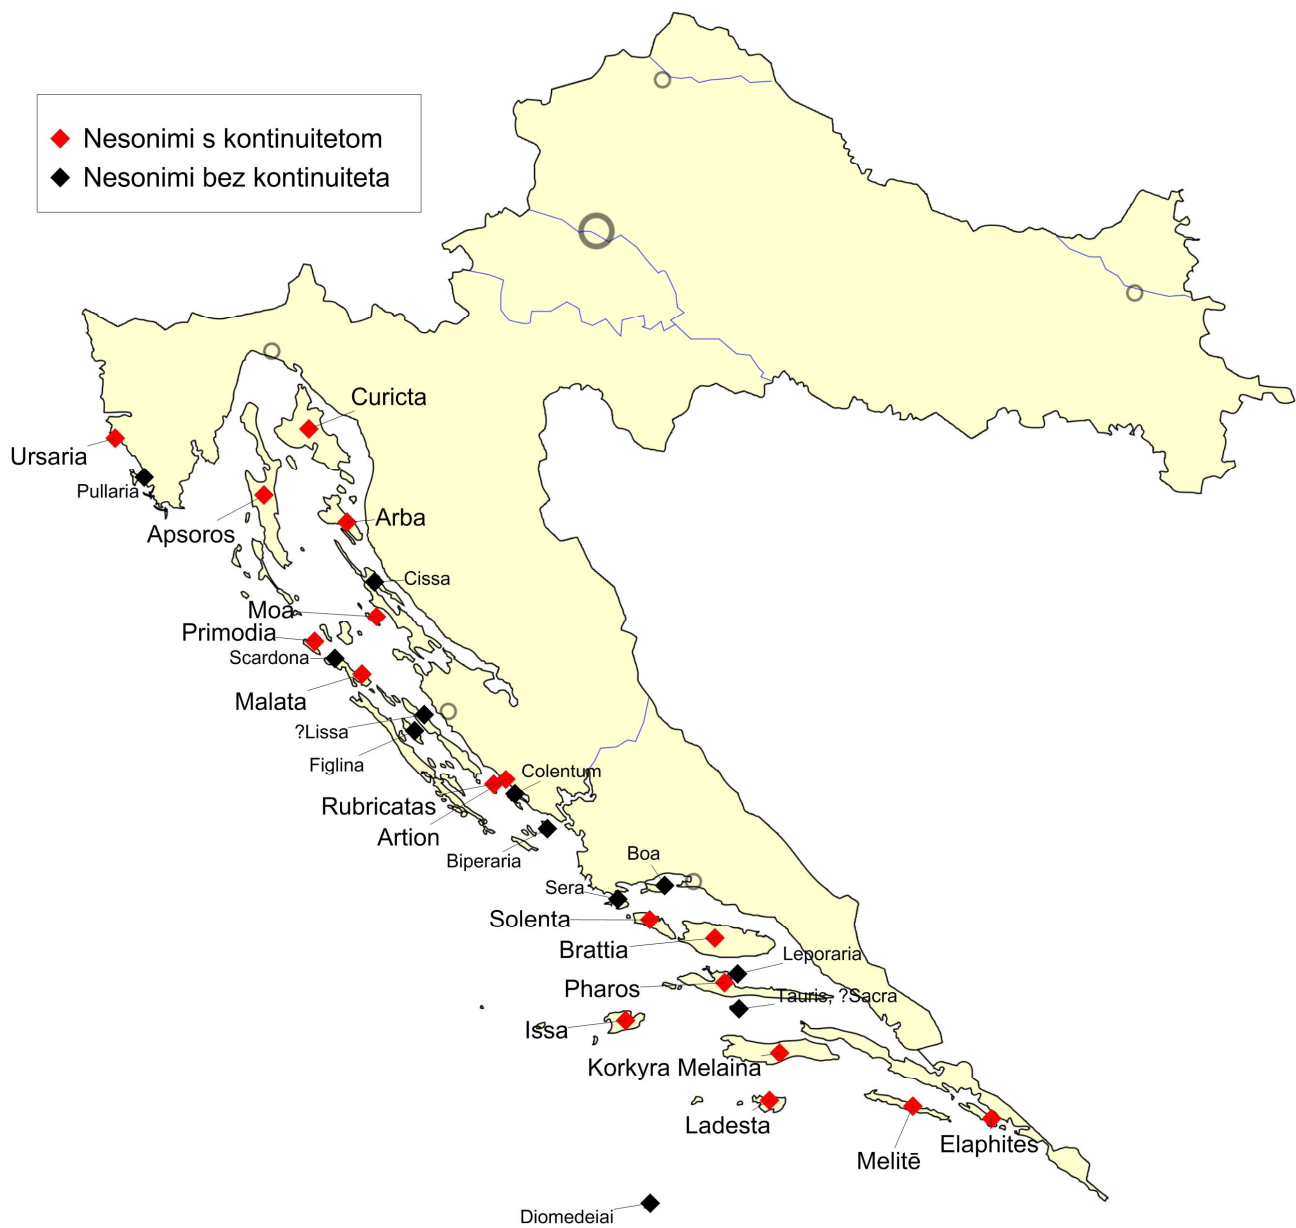 Nesonimi s kontinuitetom
Nesonimi bez kontinuiteta
Curicta
Ursaria
Pullaria
Apsoros
Arba
Cissa
Moa
Primodia
Scardona
Malata
?Lissa
Figlina
Colentum
Rubricatas
Artion
Biperaria
Boa
Sera
Solenta
Brattia
Leporaria
Pharos
Tauris, ?Sacra
Issa
Korkyra Melaina
Ladesta
Elaphites
Melitē
Diomedeiai